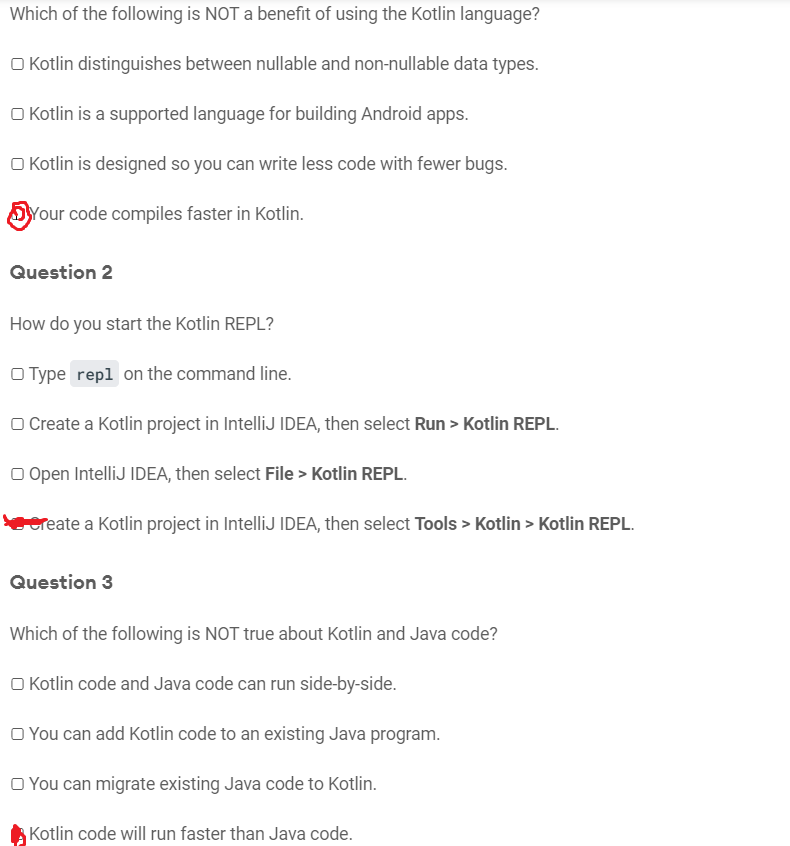 Which of the following is NOT a benefit of using the Kotlin language?
Kotlin distinguishes between nullable and non-nullable data types.
Kotlin is a supported language for building Android apps.
Kotlin is designed so you can write less code with fewer bugs.
Your code compiles faster in Kotlin.
Question 2
How do you start the Kotlin REPL?
Type repl on the command line.
Create a Kotlin project in IntelliJ IDEA, then select Run > Kotlin REPL.
Open IntelliJ IDEA, then select File > Kotlin REPL.
Create a Kotlin project in IntelliJ IDEA, then select Tools > Kotlin > Kotlin REPL.
Question 3
Which of the following is NOT true about Kotlin and Java code?
Kotlin code and Java code can run side-by-side.
You can add Kotlin code to an existing Java program.
You can migrate existing Java code to Kotlin.
Kotlin code will run faster than Java code.